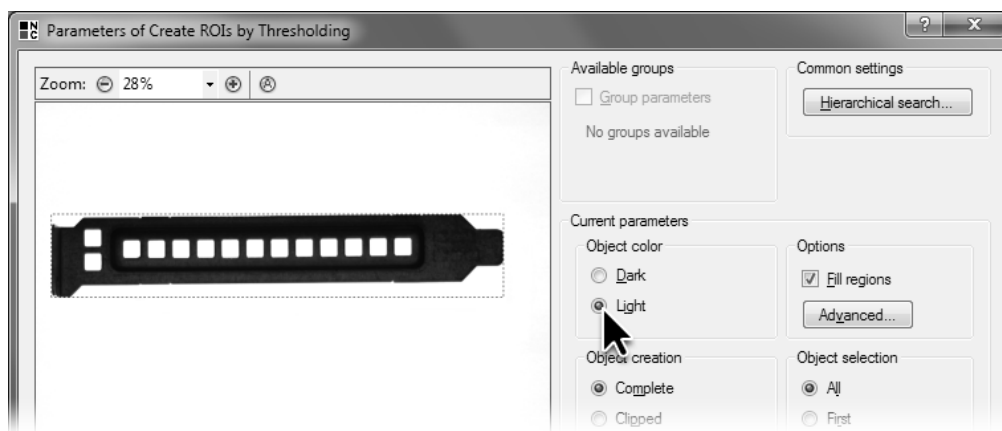 NNC Parameters of Create ROIs by Thresholding
? X
Zoom: 28%
A
Available groups
Group parameters
No groups available
Common settings
Hierarchical search...
Current parameters
Object color
Dark
Light
Options
Fill regions
Advanced...
Object creation
Complete
Clipped
Object selection
All
First